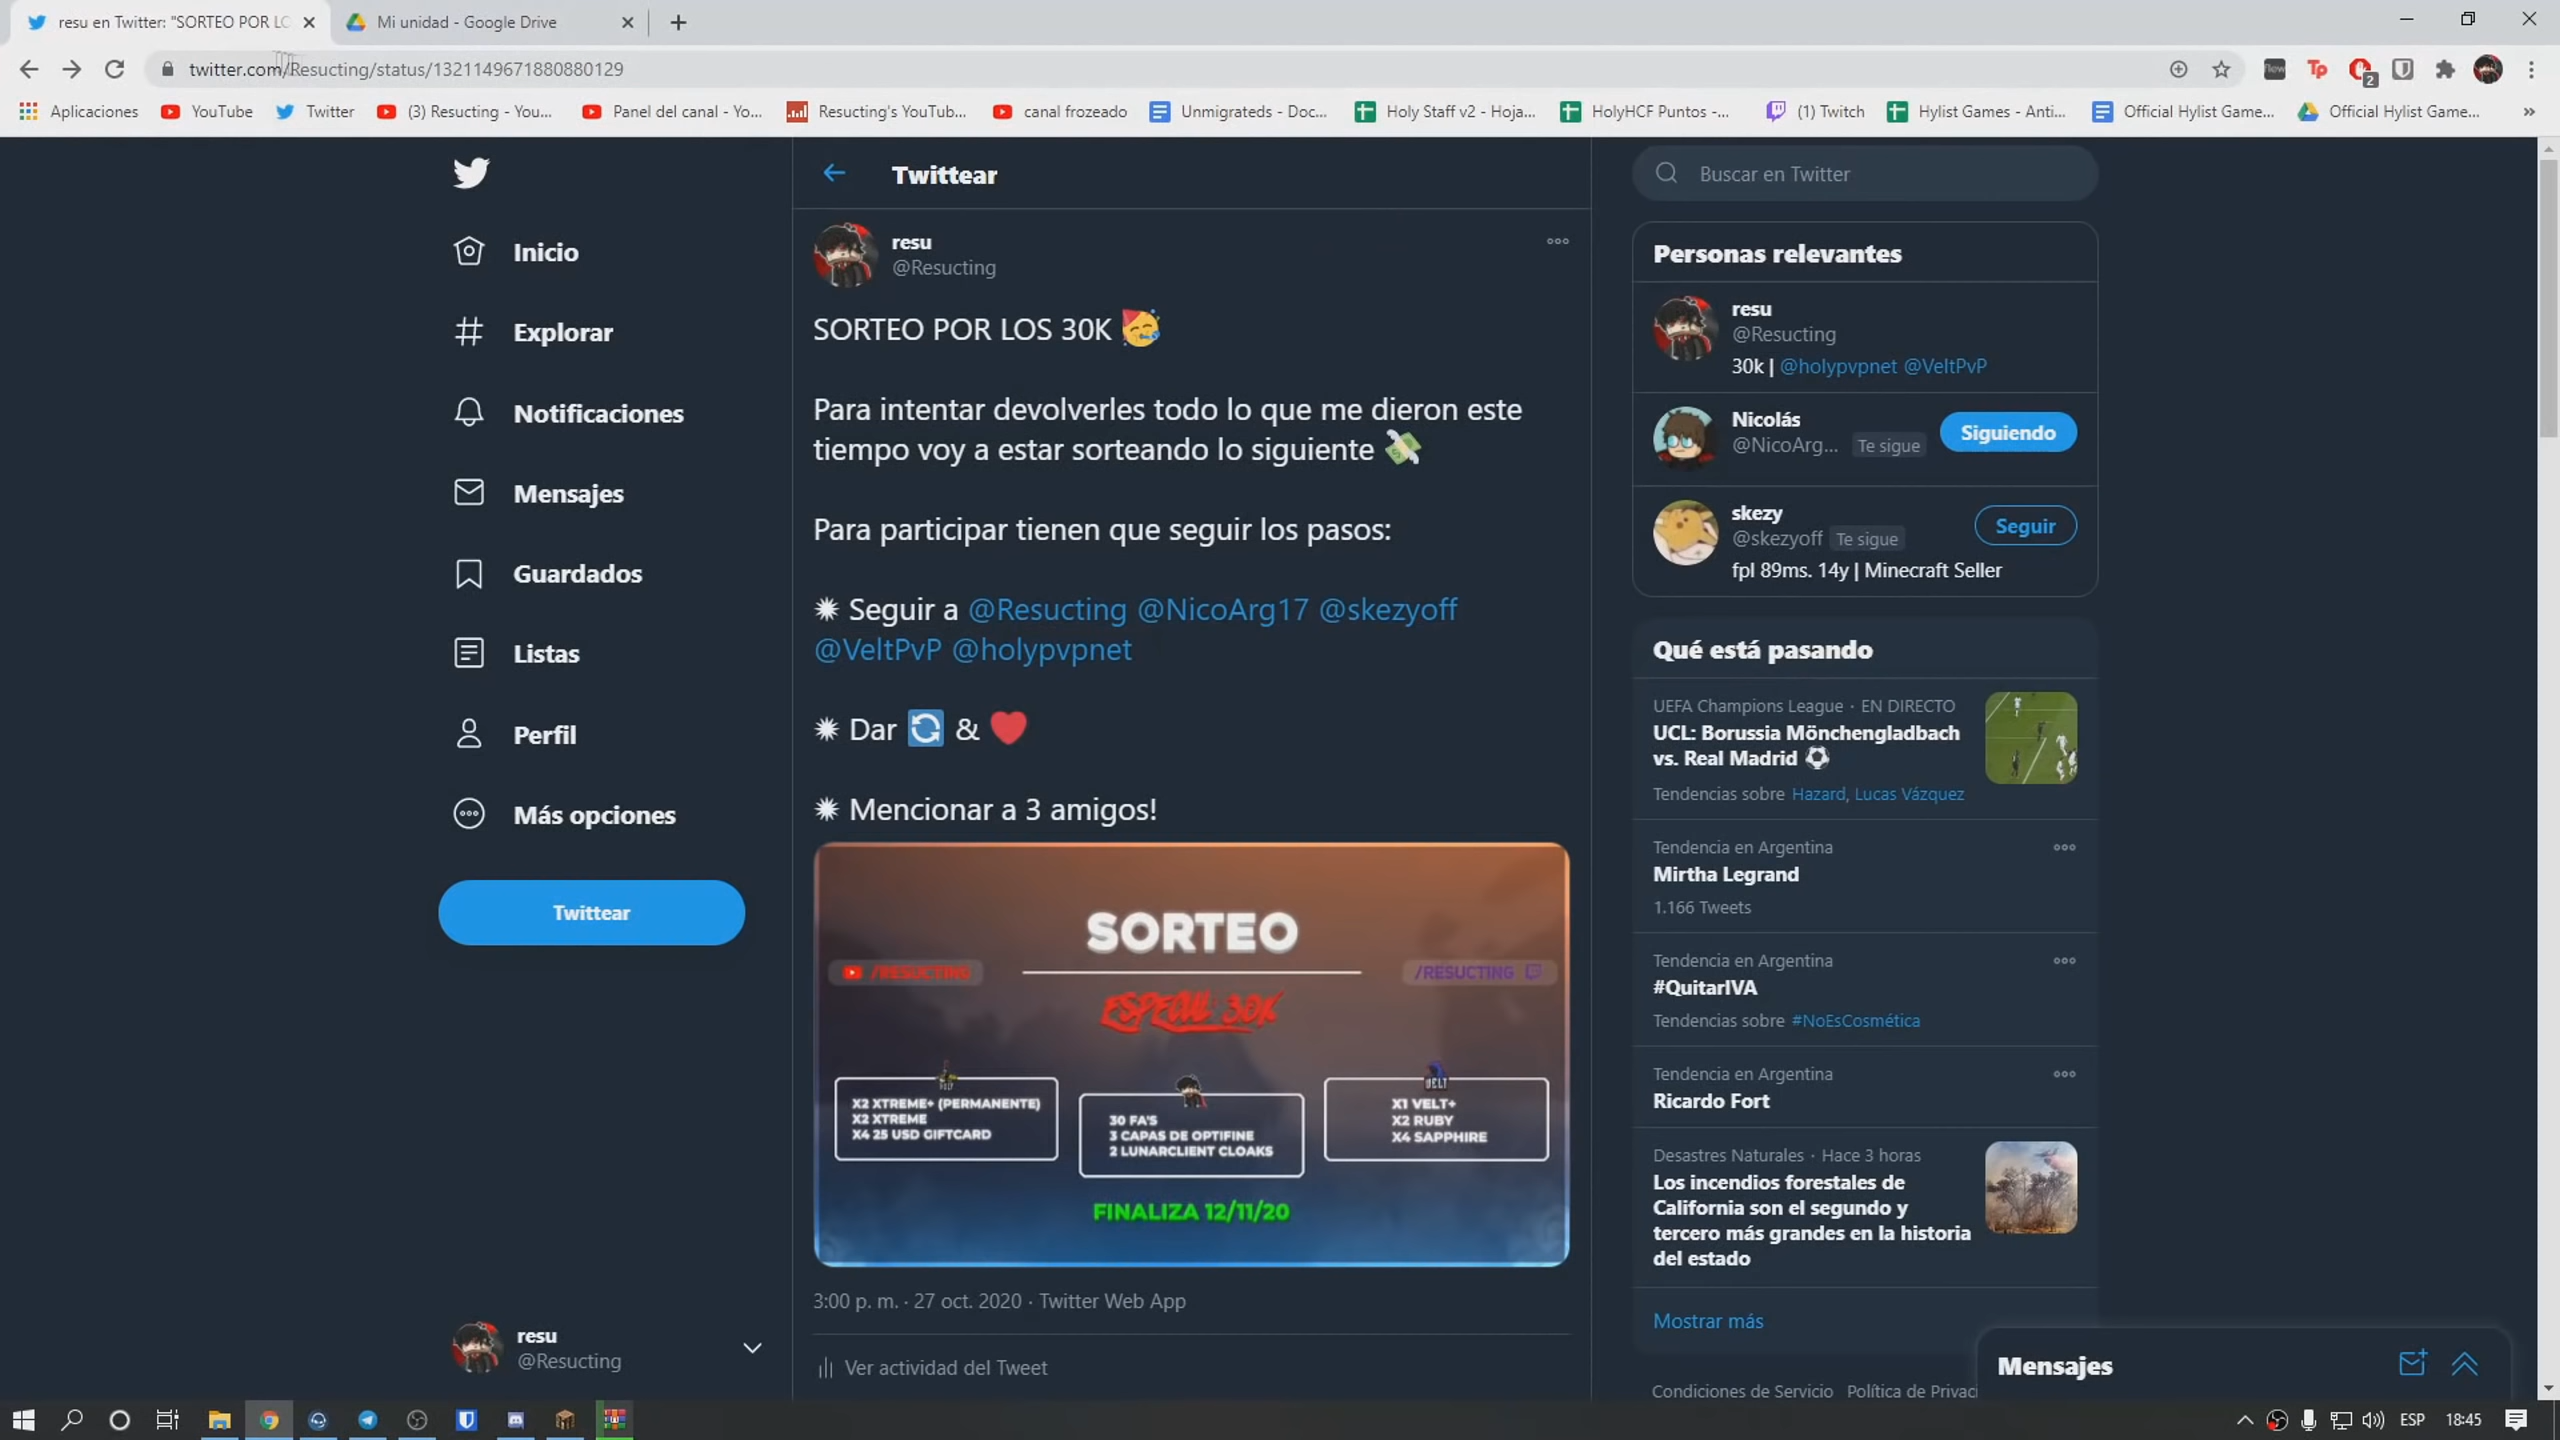 resu en Twitter: "SORTEO POR LO
Mi unidad - Google Drive
twitter.com/Resucting/status/1321149671880880129
Aplicaciones
YouTube
Twitter
(3) Resucting - You...
Panel del canal - Yo...
Resucting's YouTub...
canal frozeado
Unmigrateds - Doc...
Holy Staff v2 - Hoja...
HolyHCF Puntos -...
(1) Twitch
Hylist Games - Anti...
Official Hylist Game...
Official Hylist Game...
Inicio
Explorar
Notificaciones
Mensajes
Guardados
Listas
Perfil
Más opciones
Twittear
resu
@Resucting
Twittear
resu
@Resucting
SORTEO POR LOS 30K 🥳
Para intentar devolverles todo lo que me dieron este
tiempo voy a estar sorteando lo siguiente 💸
Para participar tienen que seguir los pasos:
✹ Seguir a @Resucting @NicoArg17 @skezyoff
@VeltPvP @holypvpnet
✹ Dar 🔄 & ❤️
✹ Mencionar a 3 amigos!
SORTEO
/RESUCTING
/RESUCTING
ESPECIAL 30K
X2 XTREME+ (PERMANENTE)
X2 XTREME
X4 25 USD GIFTCARD
30 FA'S
3 CAPAS DE OPTIFINE
2 LUNARCLIENT CLOAKS
VELT
X1 VELT+
X2 RUBY
X4 SAPPHIRE
FINALIZA 12/11/20
3:00 p. m. · 27 oct. 2020 · Twitter Web App
Ver actividad del Tweet
Buscar en Twitter
Personas relevantes
resu
@Resucting
30k | @holypvpnet @VeltPvP
Nicolás
@NicoArg... Te sigue
Siguiendo
skezy
@skezyoff Te sigue
Seguir
fpl 89ms. 14y | Minecraft Seller
Qué está pasando
UEFA Champions League · EN DIRECTO
UCL: Borussia Mönchengladbach
vs. Real Madrid ⚽
Tendencias sobre Hazard, Lucas Vázquez
Tendencia en Argentina
Mirtha Legrand
1.166 Tweets
Tendencia en Argentina
#QuitarIVA
Tendencias sobre #NoEsCosmética
Tendencia en Argentina
Ricardo Fort
Desastres Naturales · Hace 3 horas
Los incendios forestales de
California son el segundo y
tercero más grandes en la historia
del estado
Mostrar más
Condiciones de Servicio Política de Privac
Mensajes
ESP
18:45